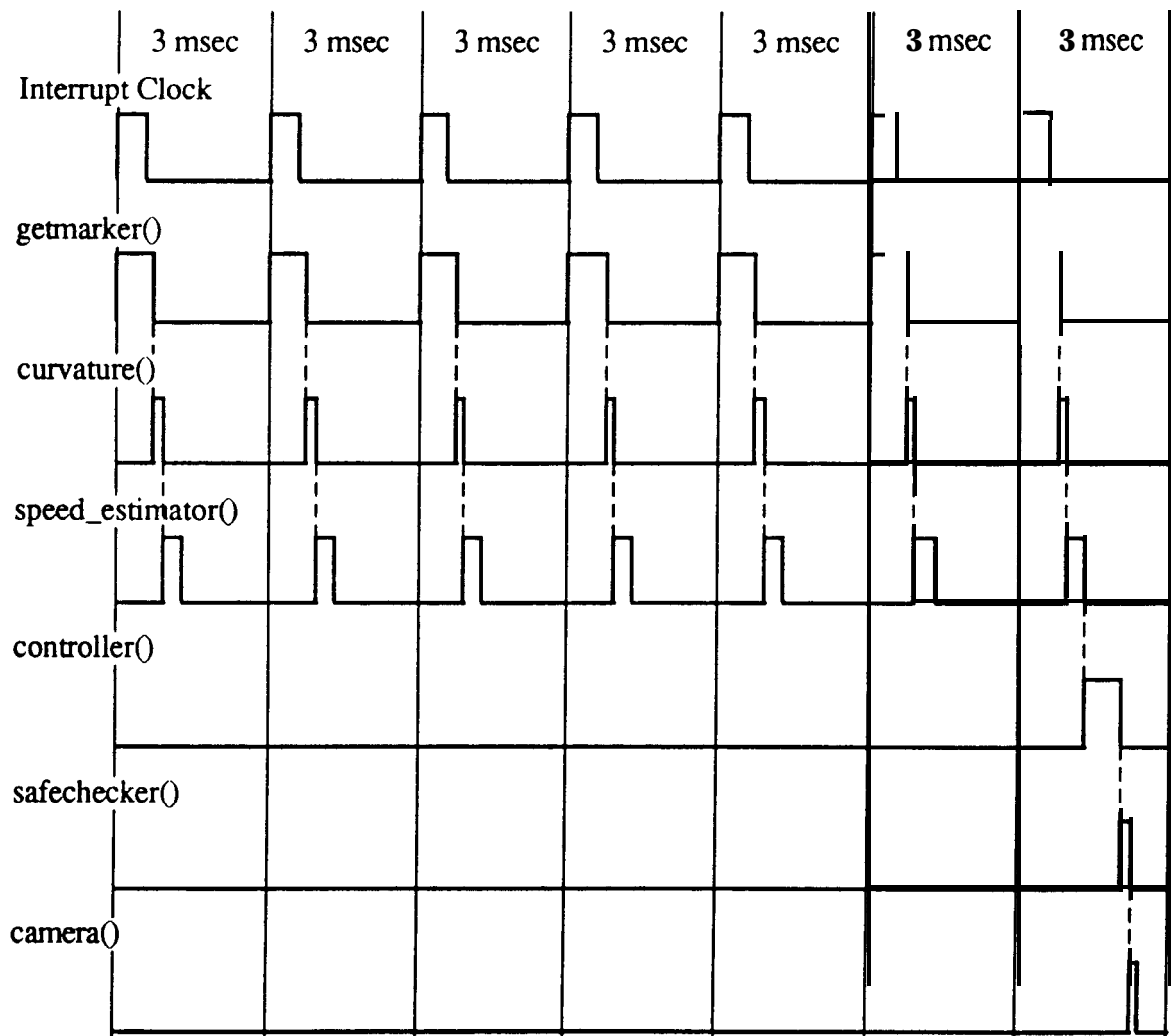 3 msec 3 msec 3 msec 3 msec 3 msec 3 msec 3 msec
Interrupt Clock
getmarker()
curvature()
speed_estimator()
controller()
safechecker()
camera()